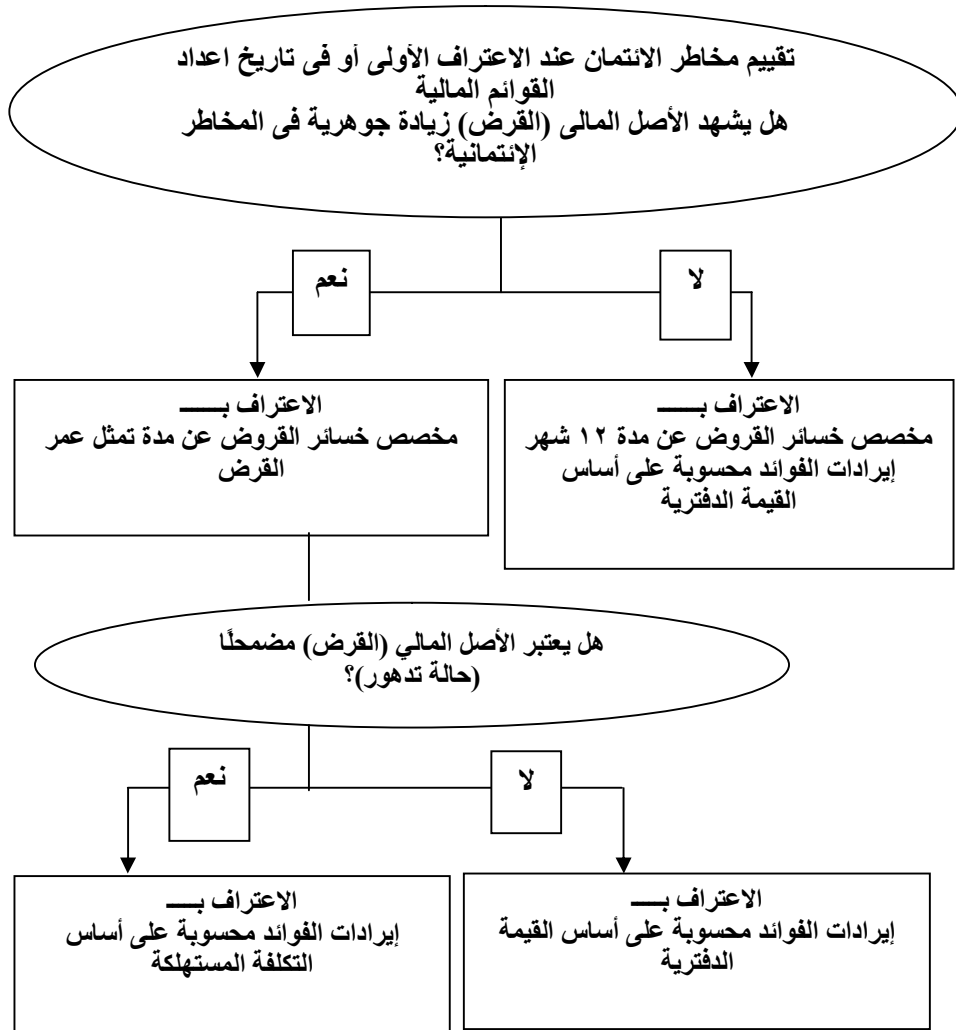 تقييم مخاطر الائتمان عند الاعتراف الأولى أو فى تاريخ اعداد
القوائم المالية
هل يشهد الأصل المالى (القرض) زيادة جوهرية فى المخاطر
الإئتمانية؟
لا
نعم
الاعتراف بـــــ
مخصص خسائر القروض عن مدة ١٢ شهر
إيرادات الفوائد محسوبة على أساس
القيمة الدفترية
الاعتراف بـــــ
مخصص خسائر القروض عن مدة تمثل عمر
القرض
هل يعتبر الأصل المالي (القرض) مضمحلًا
(حالة تدهور)؟
لا
نعم
الاعتراف بــــ
إيرادات الفوائد محسوبة على أساس القيمة
الدفترية
الاعتراف بــــ
إيرادات الفوائد محسوبة على أساس
التكلفة المستهلكة